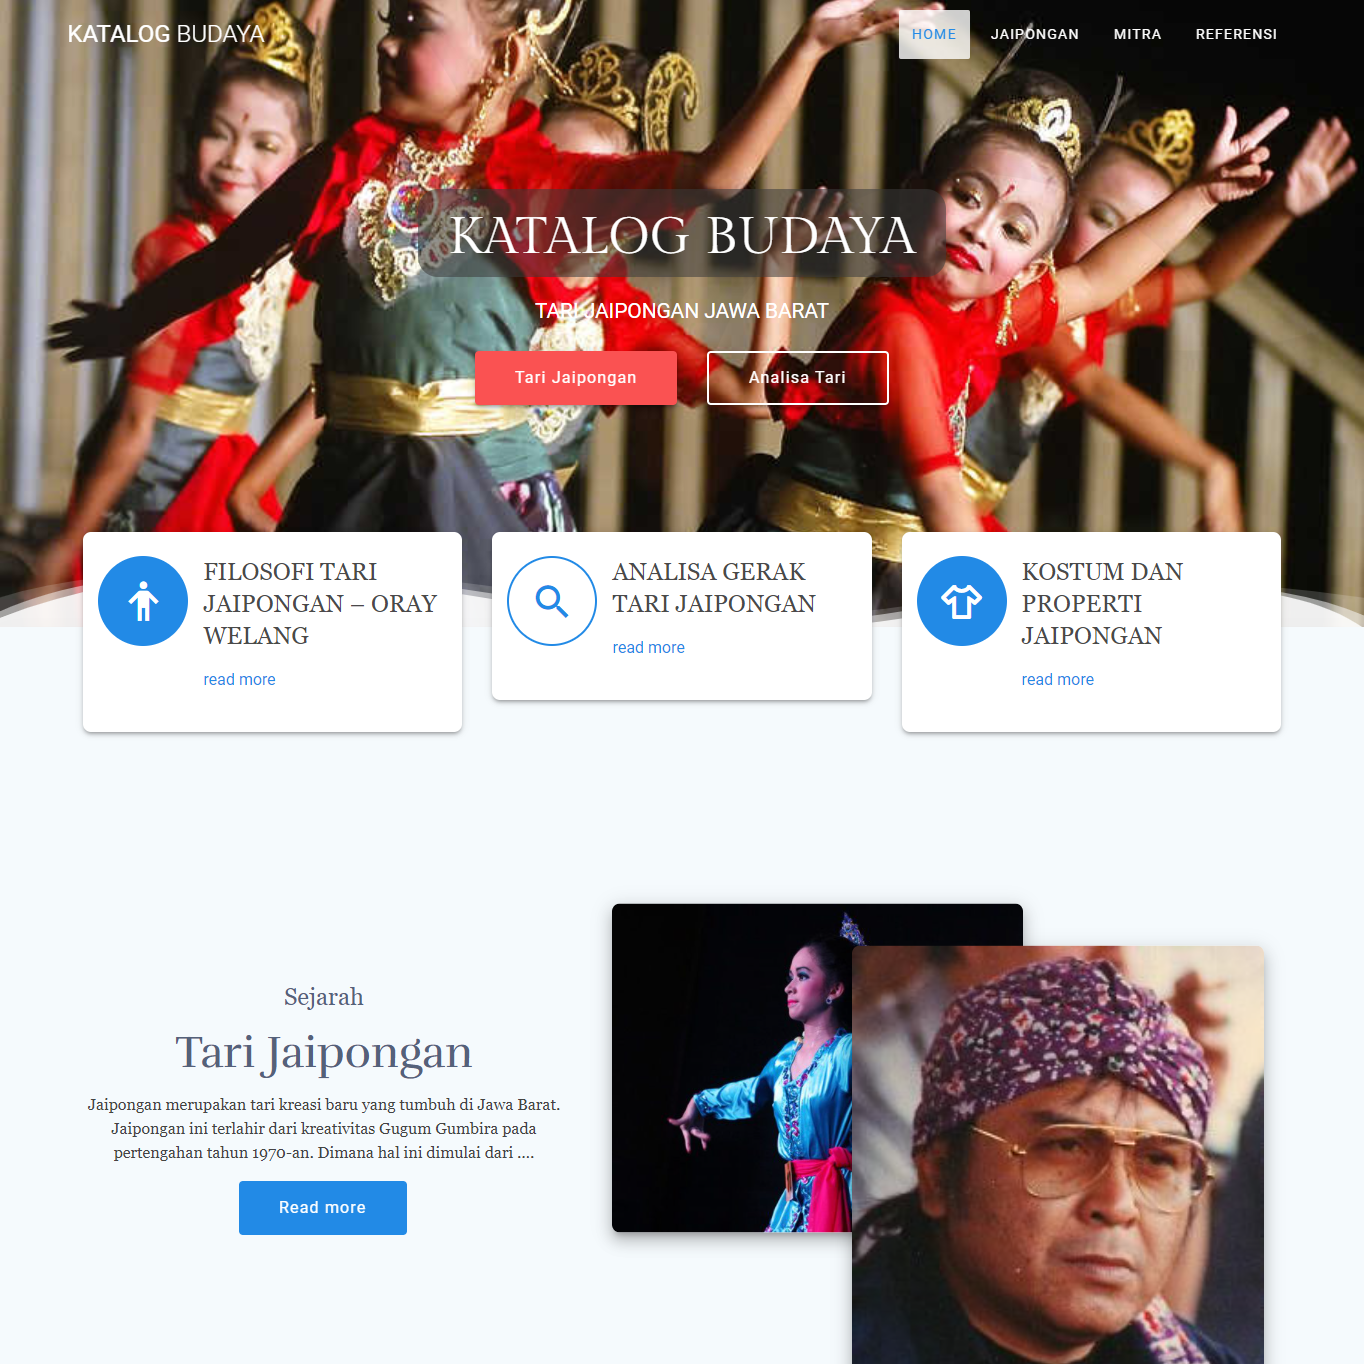 KATALOG BUDAYA
HOME
JAIPONGAN
MITRA
REFERENSI
KATALOG BUDAYA
TARI JAIPONGAN JAWA BARAT
Tari Jaipongan
Analisa Tari
FILOSOFI TARI
JAIPONGAN – ORAY
WELANG
read more
ANALISA GERAK
TARI JAIPONGAN
read more
KOSTUM DAN
PROPERTI
JAIPONGAN
read more
Sejarah
Tari Jaipongan
Jaipongan merupakan tari kreasi baru yang tumbuh di Jawa Barat.
Jaipongan ini terlahir dari kreativitas Gugum Gumbira pada
pertengahan tahun 1970-an. Dimana hal ini dimulai dari ....
Read more